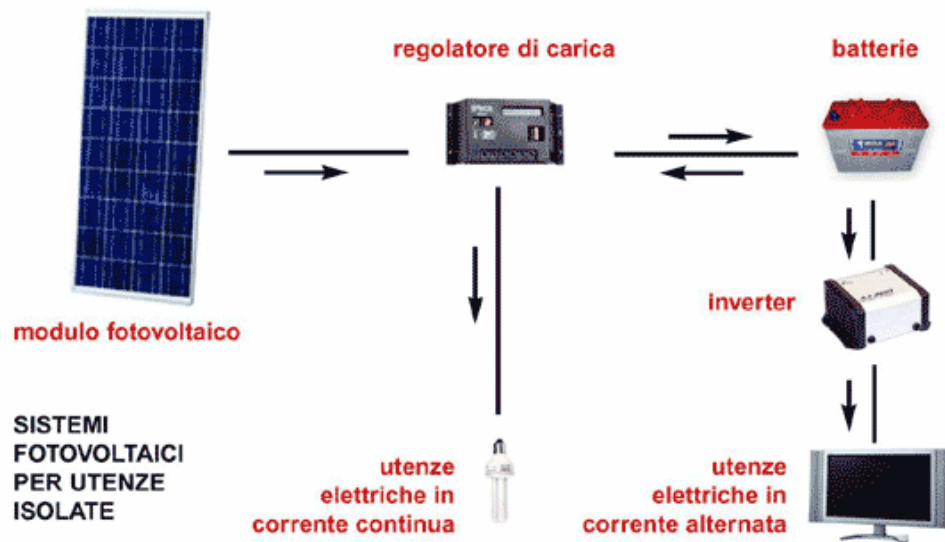 regolatore di carica
batterie
modulo fotovoltaico
inverter
SISTEMI
FOTOVOLTAICI
PER UTENZE
ISOLATE
utenze
elettriche in
corrente continua
utenze
elettriche in
corrente alternata